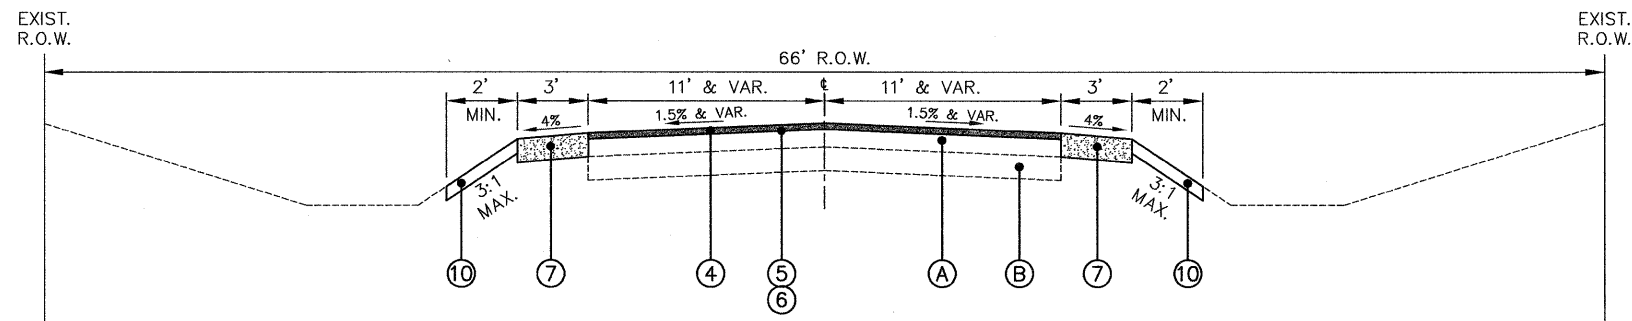 EXIST.
R.O.W.
EXIST.
R.O.W.
66' R.O.W.
2'
MIN.
3'
11' & VAR.
℄
11' & VAR.
3'
2'
MIN.
4%
1.5% & VAR.
1.5% & VAR.
4%
3:1
MAX.
3:1
MAX.
10
7
4
5
6
A
B
7
10